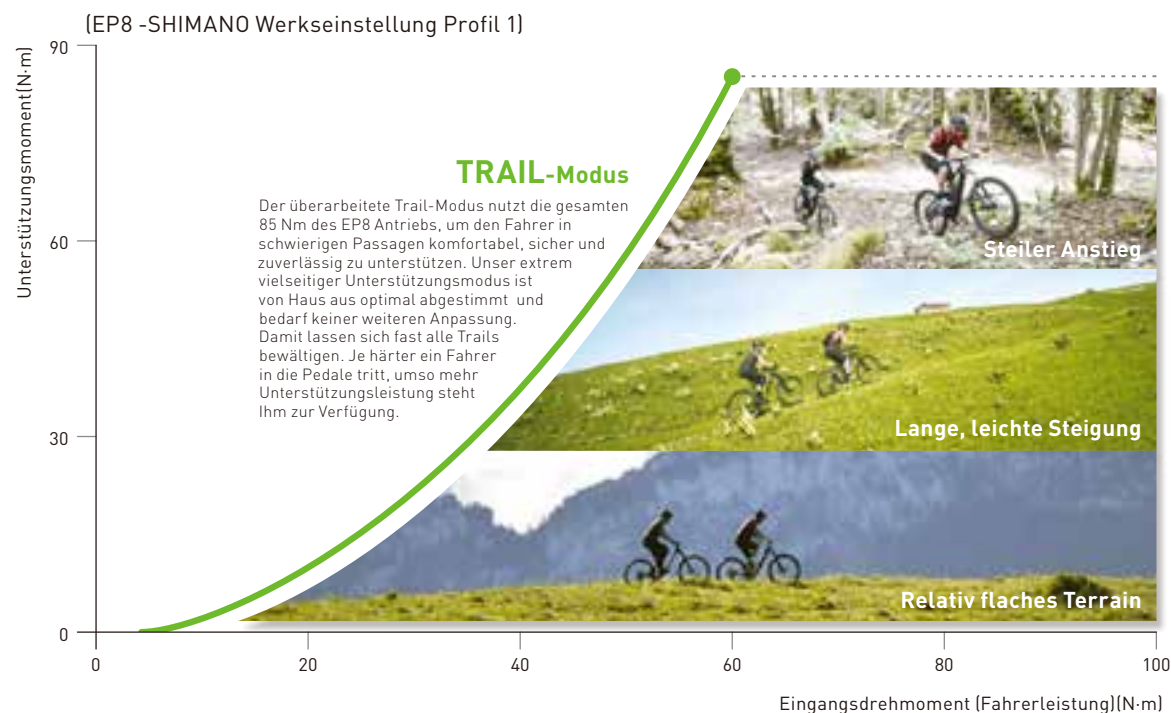 (EP8 -SHIMANO Werkseinstellung Profil 1)
Unterstützungsmoment(N·m)
90
60
30
0
TRAIL-Modus
Der überarbeitete Trail-Modus nutzt die gesamten
85 Nm des EP8 Antriebs, um den Fahrer in
schwierigen Passagen komfortabel, sicher und
zuverlässig zu unterstützen. Unser extrem
vielseitiger Unterstützungsmodus ist
von Haus aus optimal abgestimmt und
bedarf keiner weiteren Anpassung.
Damit lassen sich fast alle Trails
bewältigen. Je härter ein Fahrer
in die Pedale tritt, umso mehr
Unterstützungsleistung steht
Ihm zur Verfügung.
Steiler Anstieg
Lange, leichte Steigung
Relativ flaches Terrain
0 20 40 60 80 100
Eingangsdrehmoment (Fahrerleistung)(N·m)